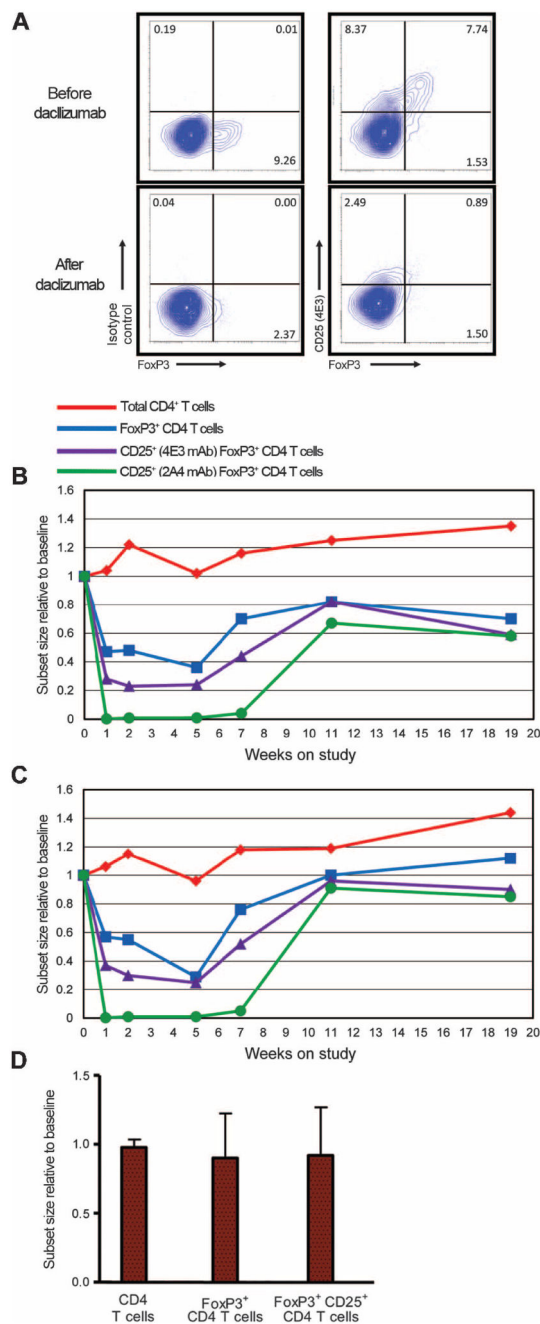 A
Before
daclizumab
0.19 0.01
9.26
8.37 7.74
1.53
After
daclizumab
0.04 0.00
2.37
2.49 0.89
1.50
Isotype
control
CD25 (4E3)
FoxP3
FoxP3
Total CD4+ T cells
FoxP3+ CD4 T cells
CD25+ (4E3 mAb) FoxP3+ CD4 T cells
CD25+ (2A4 mAb) FoxP3+ CD4 T cells
B
Subset size relative to baseline
1.6
1.4
1.2
1
0.8
0.6
0.4
0.2
0
0 1 2 3 4 5 6 7 8 9 10 11 12 13 14 15 16 17 18 19 20
Weeks on study
C
Subset size relative to baseline
1.6
1.4
1.2
1
0.8
0.6
0.4
0.2
0
0 1 2 3 4 5 6 7 8 9 10 11 12 13 14 15 16 17 18 19 20
Weeks on study
D
Subset size relative to baseline
1.5
1.0
0.5
0.0
CD4
T cells
FoxP3+
CD4 T cells
FoxP3+ CD25+
CD4 T cells